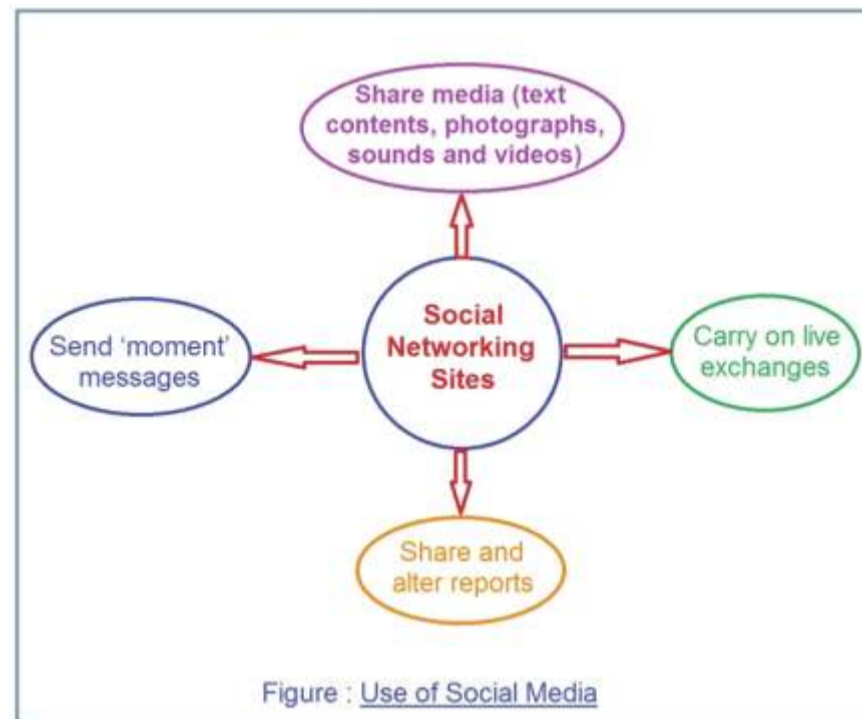 Share media (text
contents, photographs,
sounds and videos)
Social
Networking
Sites
Send ‘moment’
messages
Carry on live
exchanges
Share and
alter reports
Figure : Use of Social Media